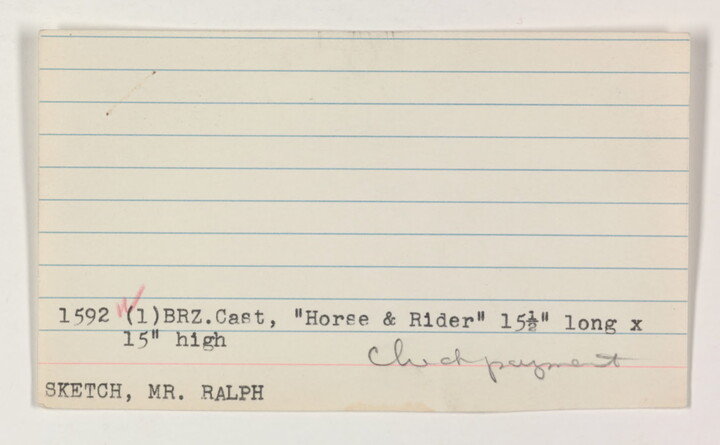 1592 (1)BRZ.Cast, "Horse & Rider" 15½" long x
15" high
Check payment
SKETCH, MR. RALPH